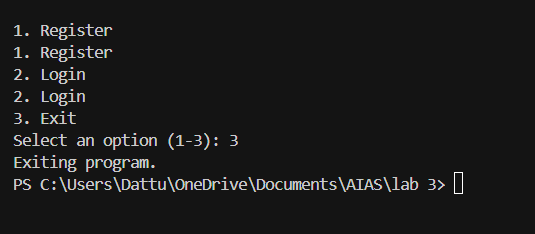 1. Register
1. Register
2. Login
2. Login
3. Exit
Select an option (1-3): 3
Exiting program.
PS C:\Users\Dattu\OneDrive\Documents\AIAS\lab 3>